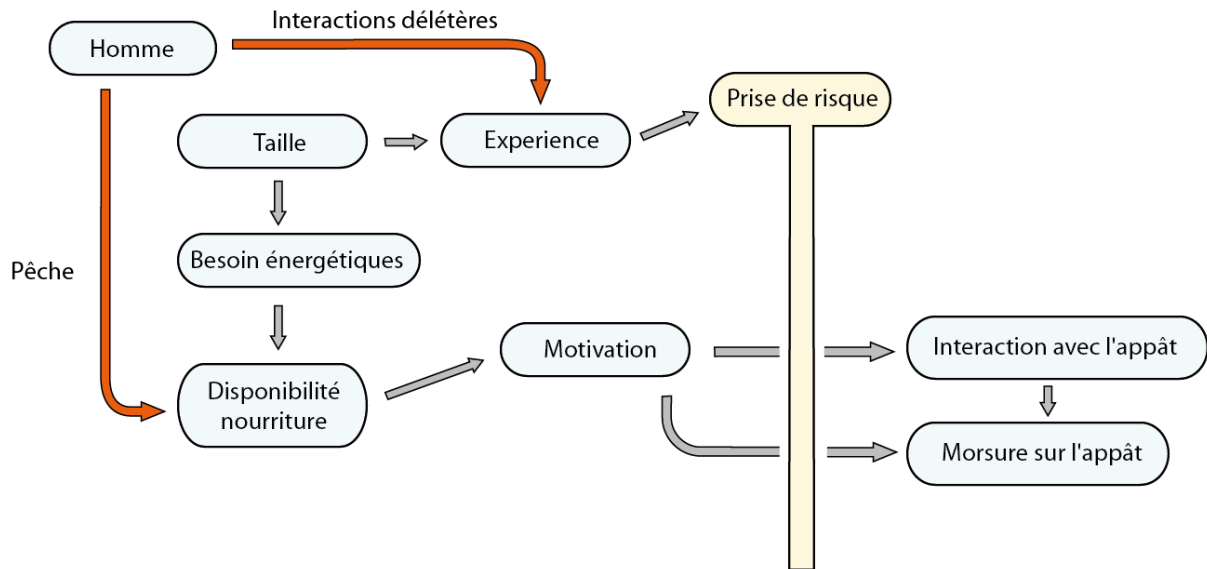 Interactions délétères
Homme
Prise de risque
Taille
Experience
Besoin énergétiques
Pêche
Motivation
Interaction avec l'appât
Disponibilité
nourriture
Morsure sur l'appât